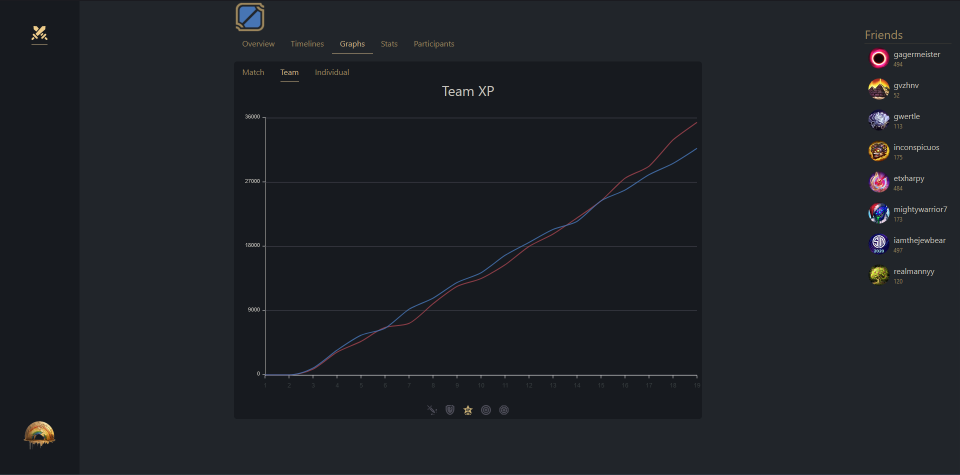 Overview Timelines Graphs Stats Participants
Match Team Individual
Team XP
36000
27000
18000
9000
0
1 2 3 4 5 6 7 8 9 10 11 12 13 14 15 16 17 18 19
Friends
gagermeister
494
gvzhnv
52
gwertle
113
inconspicuos
175
etxharpy
484
mightywarrior7
173
iamthejewbear
497
realmannyy
120